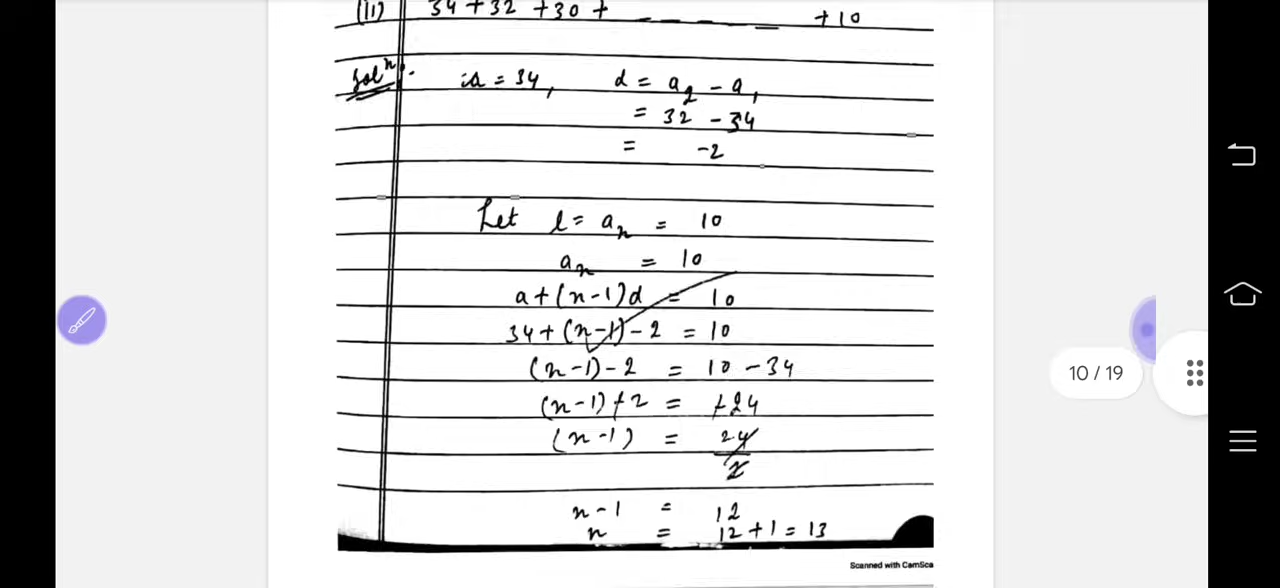 (ii) 34 + 32 + 30 + _ _ _ _ + 10
Solⁿ:- a = 34, d = a₂ - a₁
= 32 - 34
= -2
Let l = aₙ = 10
aₙ = 10
a + (n-1)d = 10
34 + (n-1) - 2 = 10
(n-1) - 2 = 10 - 34
10 / 19
(n-1) + 2 = +24
(n-1) = 24/2
n - 1 = 12
n = 12 + 1 = 13
Scanned with CamSca